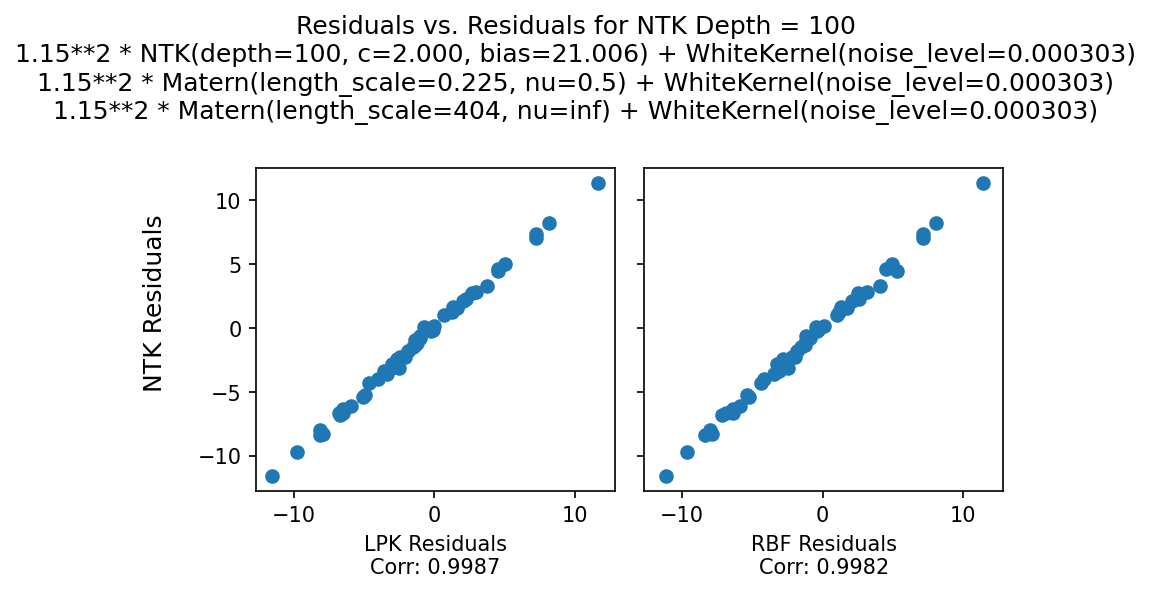 Residuals vs. Residuals for NTK Depth = 100
1.15**2 * NTK(depth=100, c=2.000, bias=21.006) + WhiteKernel(noise_level=0.000303)
1.15**2 * Matern(length_scale=0.225, nu=0.5) + WhiteKernel(noise_level=0.000303)
1.15**2 * Matern(length_scale=404, nu=inf) + WhiteKernel(noise_level=0.000303)
NTK Residuals
10
5
0
−5
−10
−10 0 10
LPK Residuals
Corr: 0.9987
−10 0 10
RBF Residuals
Corr: 0.9982